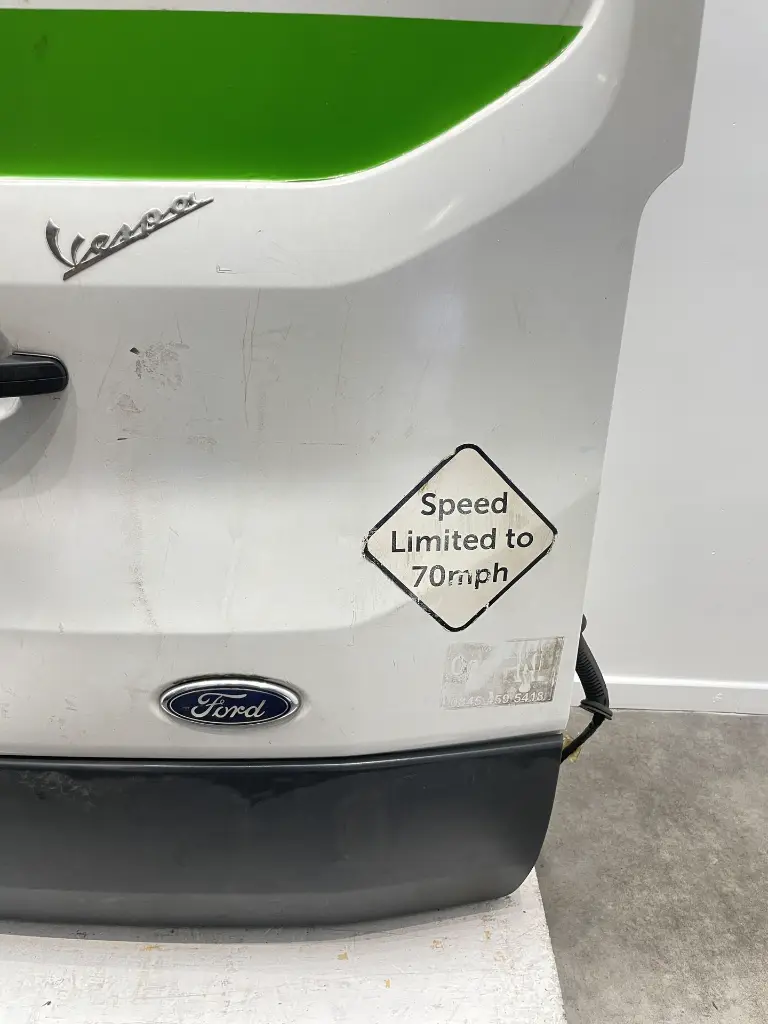 Vespa
Speed
Limited to
70mph
Ford